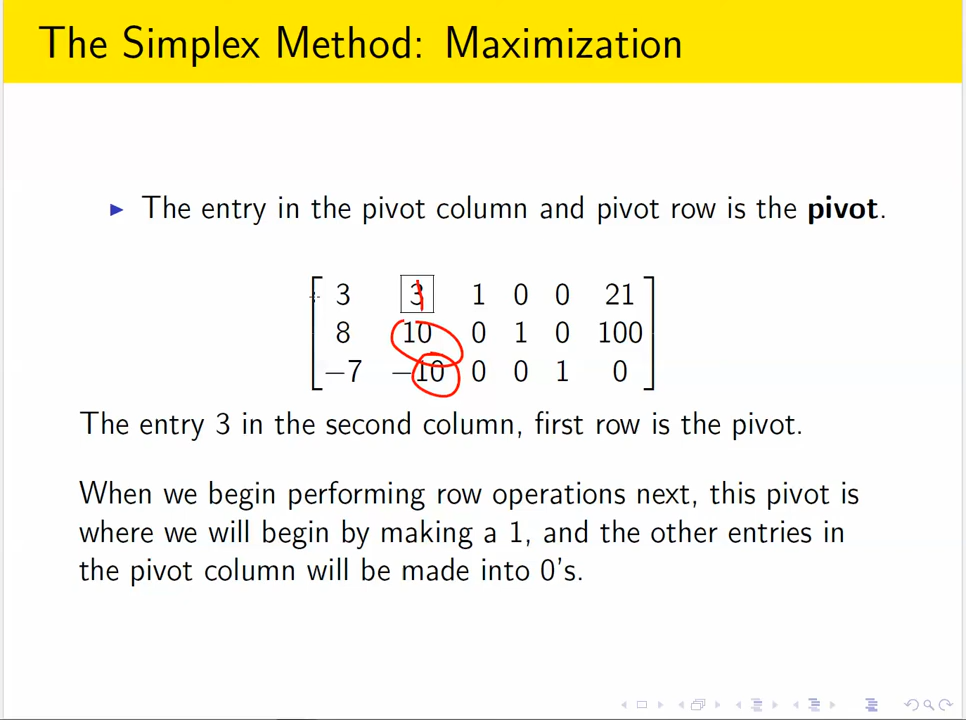 The Simplex Method: Maximization
The entry in the pivot column and pivot row is the pivot.
3 3 1 0 0 21
8 10 0 1 0 100
−7 −10 0 0 1 0
The entry 3 in the second column, first row is the pivot.
When we begin performing row operations next, this pivot is
where we will begin by making a 1, and the other entries in
the pivot column will be made into 0's.